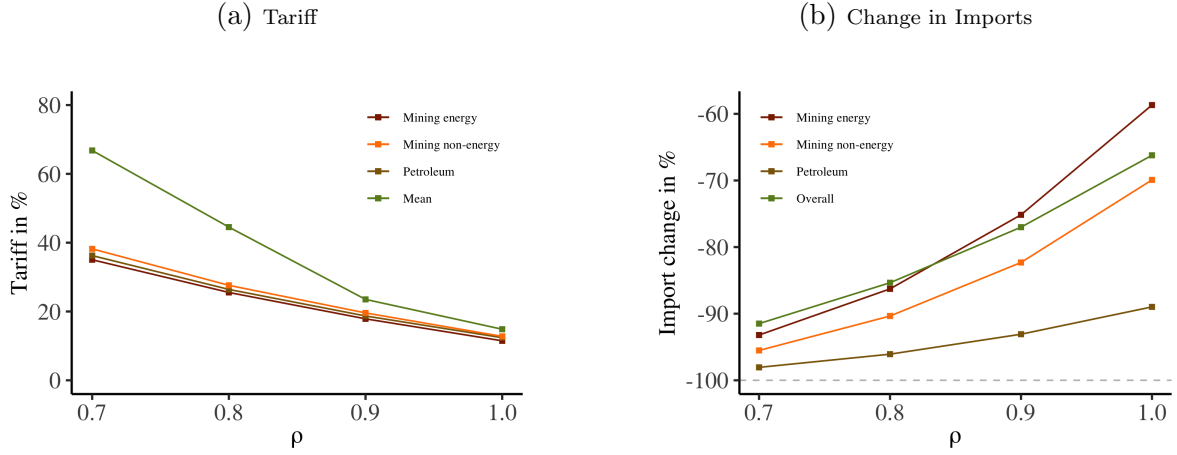 (a) Tariff
80
60
40
20
0
Tariff in %
0.7 0.8 0.9 1.0
ρ
Mining energy
Mining non-energy
Petroleum
Mean
(b) Change in Imports
-60
-70
-80
-90
-100
Import change in %
0.7 0.8 0.9 1.0
ρ
Mining energy
Mining non-energy
Petroleum
Overall